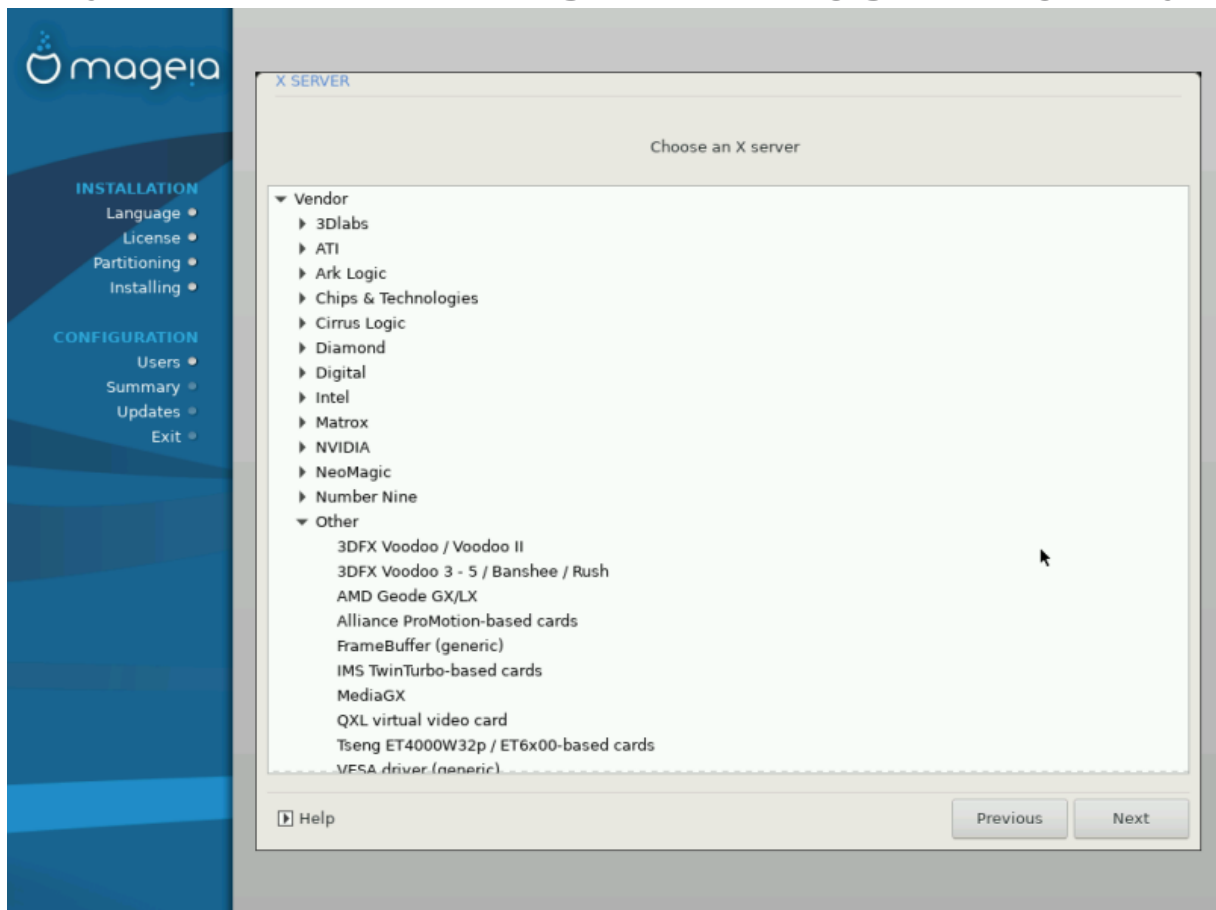 mageia
INSTALLATION
Language
License
Partitioning
Installing
CONFIGURATION
Users
Summary
Updates
Exit
X SERVER
Choose an X server
Vendor
3Dlabs
ATI
Ark Logic
Chips & Technologies
Cirrus Logic
Diamond
Digital
Intel
Matrox
NVIDIA
NeoMagic
Number Nine
Other
3DFX Voodoo / Voodoo II
3DFX Voodoo 3 - 5 / Banshee / Rush
AMD Geode GX/LX
Alliance ProMotion-based cards
FrameBuffer (generic)
IMS TwinTurbo-based cards
MediaGX
QXL virtual video card
Tseng ET4000W32p / ET6x00-based cards
VESA driver (generic)
Help
Previous
Next